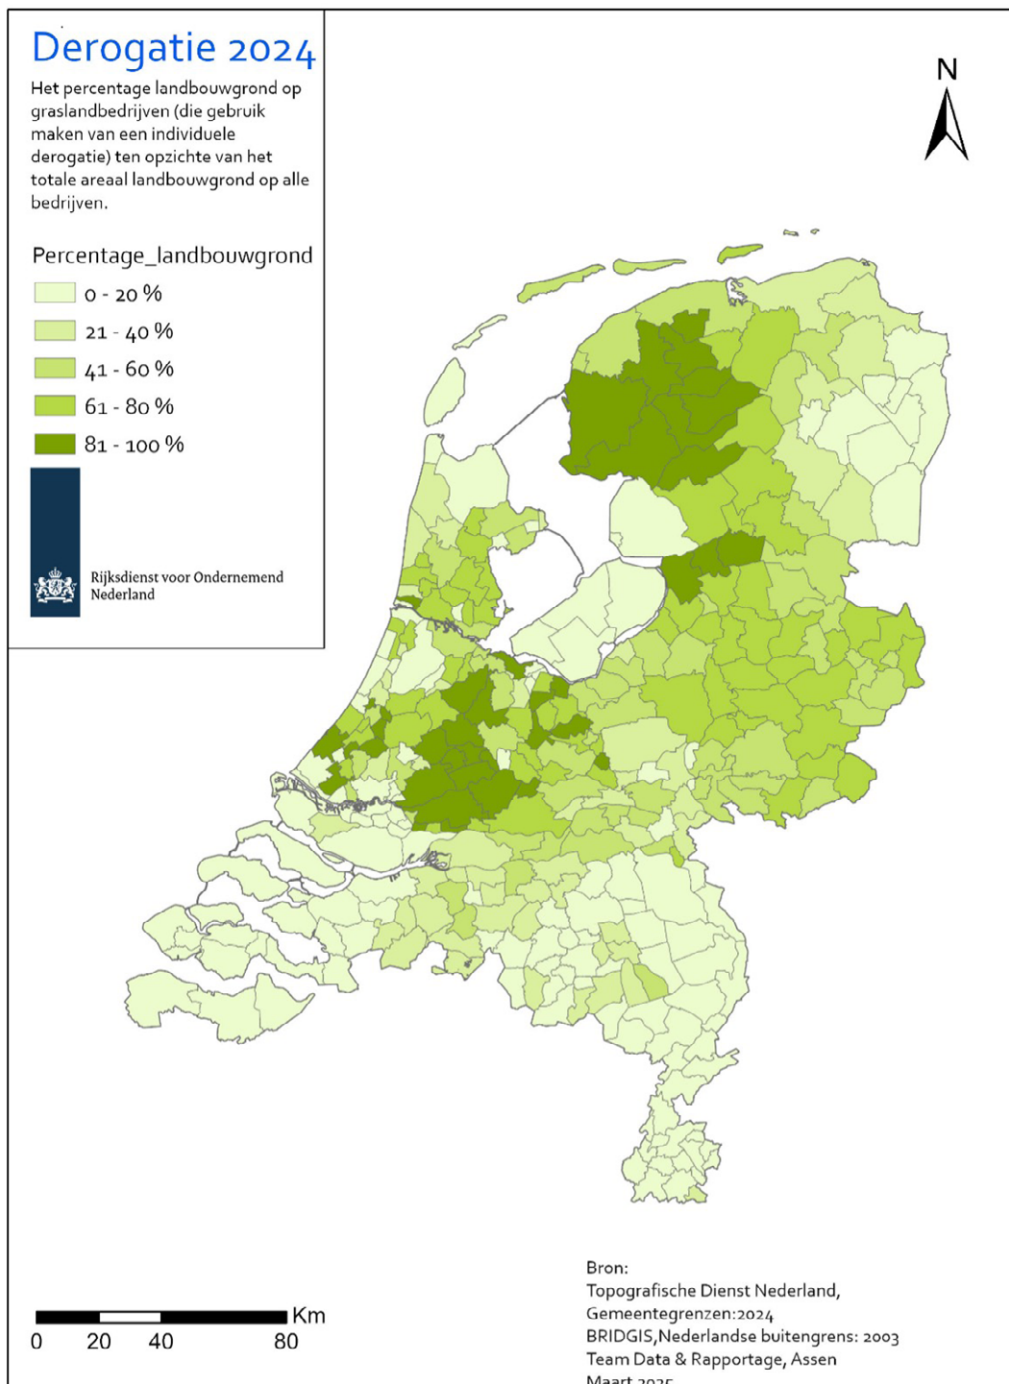 Derogatie 2024
Het percentage landbouwgrond op
graslandbedrijven (die gebruik
maken van een individuele
derogatie) ten opzichte van het
totale areaal landbouwgrond op alle
bedrijven.
Percentage_landbouwgrond
0 - 20 %
21 - 40 %
41 - 60 %
61 - 80 %
81 - 100 %
Rijksdienst voor Ondernemend
Nederland
N
Km
0 20 40 80
Bron:
Topografische Dienst Nederland,
Gemeentegrenzen:2024
BRIDGIS,Nederlandse buitengrens: 2003
Team Data & Rapportage, Assen
Maart 2025